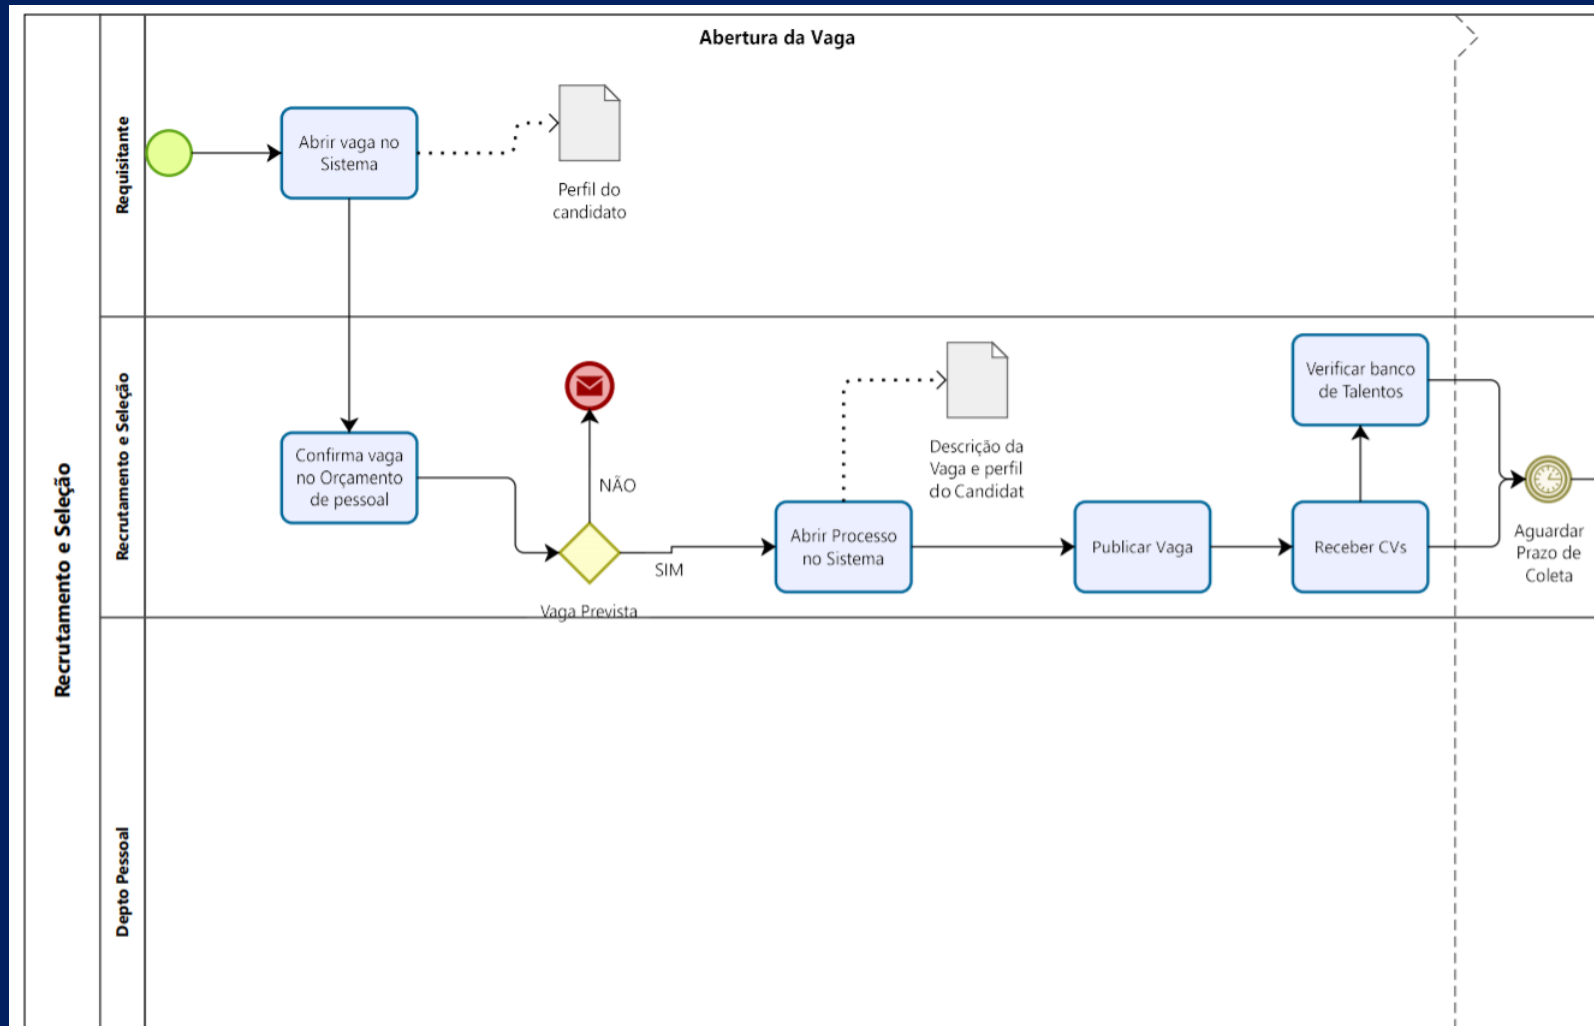 Abertura da Vaga
Recrutamento e Seleção
Requisitante
Abrir vaga no
Sistema
Perfil do
candidato
Recrutamento e Seleção
Confirma vaga
no Orçamento
de pessoal
NÃO
SIM
Vaga Prevista
Abrir Processo
no Sistema
Descrição da
Vaga e perfil
do Candidat
Publicar Vaga
Receber CVs
Verificar banco
de Talentos
Aguardar
Prazo de
Coleta
Depto Pessoal